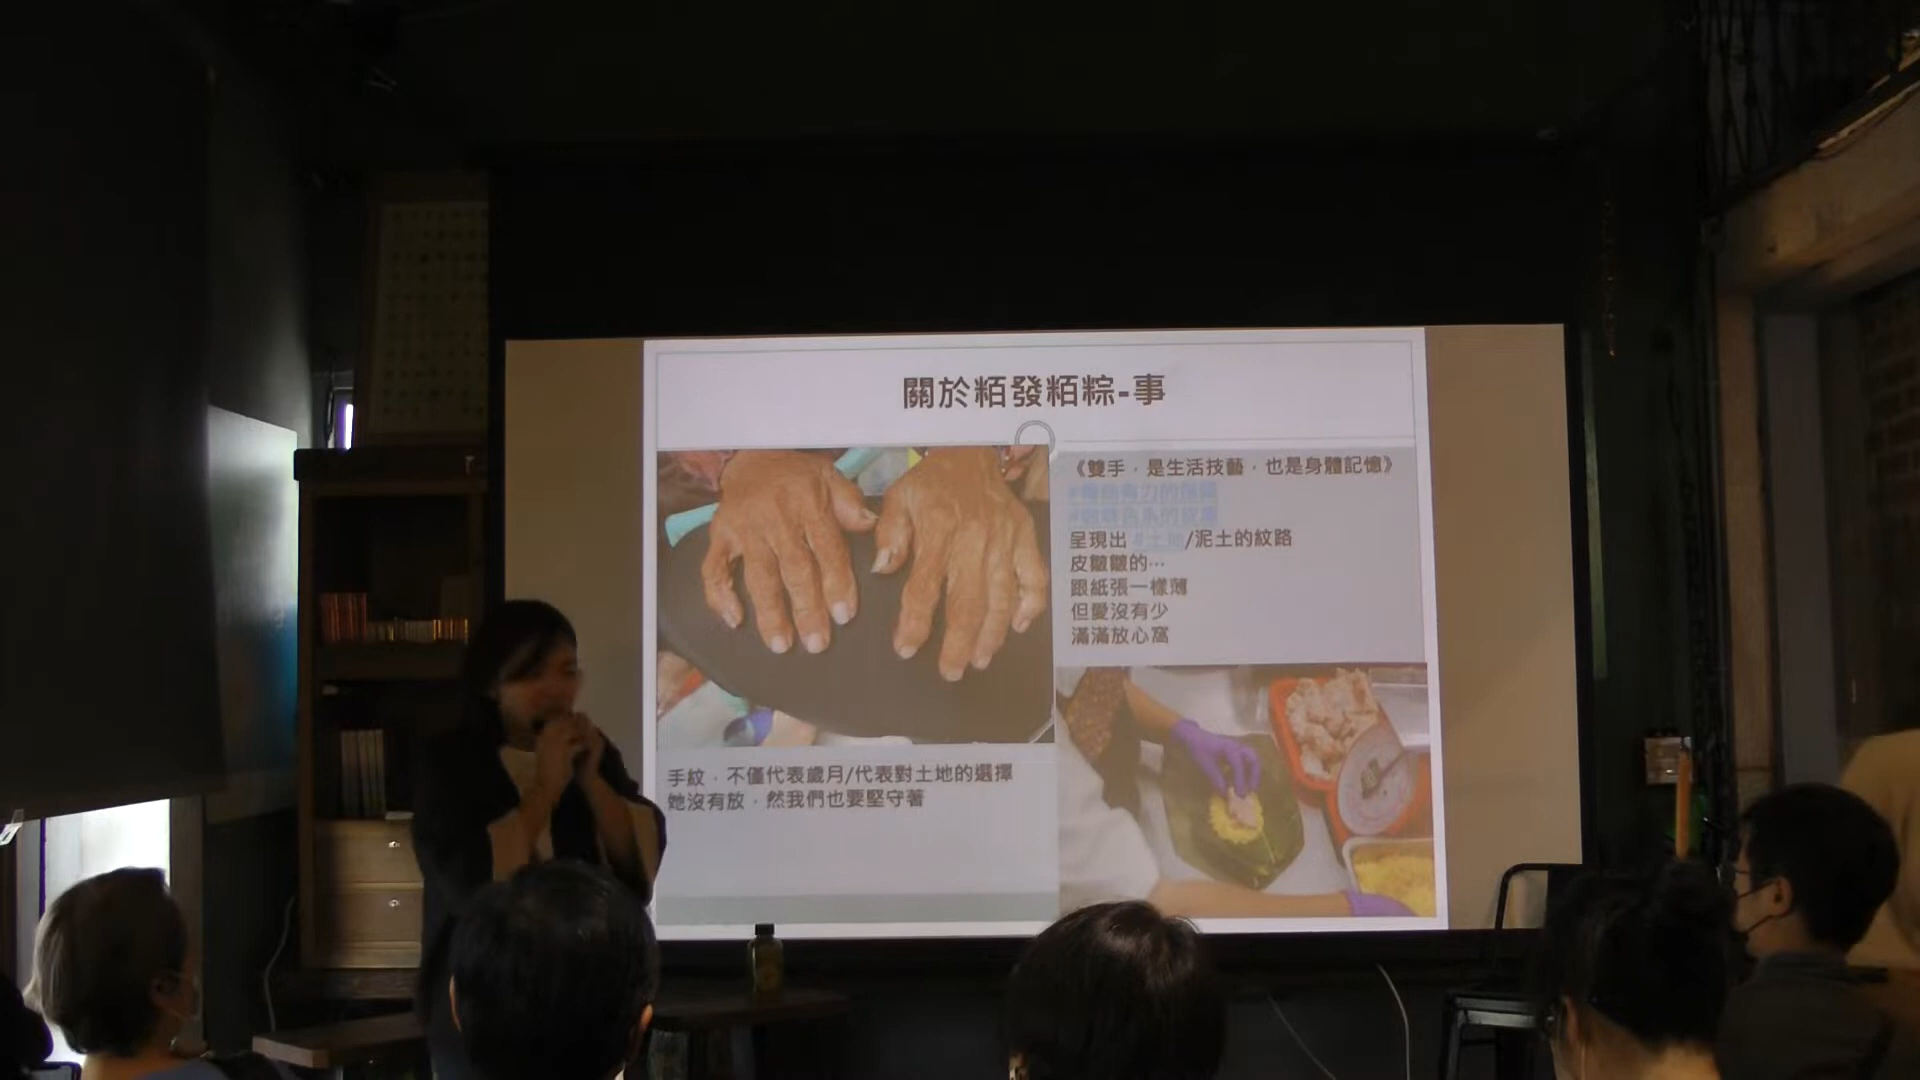 關於粨發粨粽-事
《雙手，是生活技藝，也是身體記憶》
呈現出 #土地/泥土的紋路
皮皺皺的…
跟紙張一樣薄
但愛沒有少
滿滿放心窩
手紋，不僅代表歲月/代表對土地的選擇
她沒有放，然我們也要堅守著